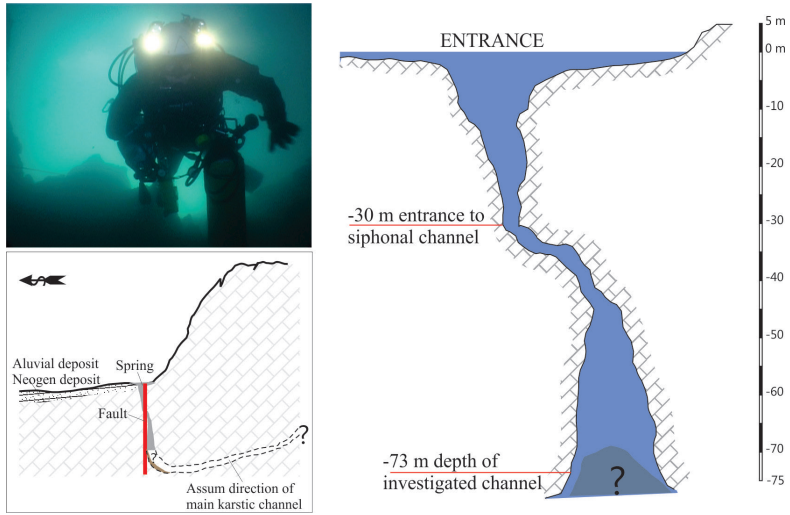 ENTRANCE
-30 m entrance to
siphonal channel
-73 m depth of
investigated channel
?
5 m
0 m
-10
-20
-30
-40
-50
-60
-70
-75
S
Aluvial deposit
Neogen deposit
Spring
Fault
?
Assum direction of
main karstic channel